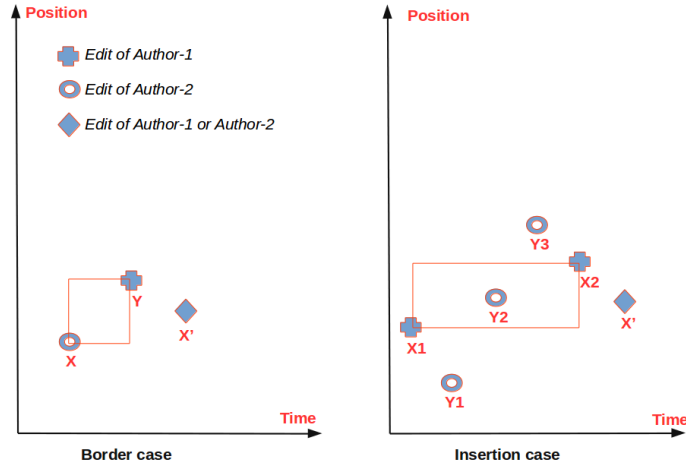 Position
Edit of Author-1
Edit of Author-2
Edit of Author-1 or Author-2
Y
X'
X
Time
Border case
Position
Y3
X2
Y2
X'
X1
Y1
Time
Insertion case